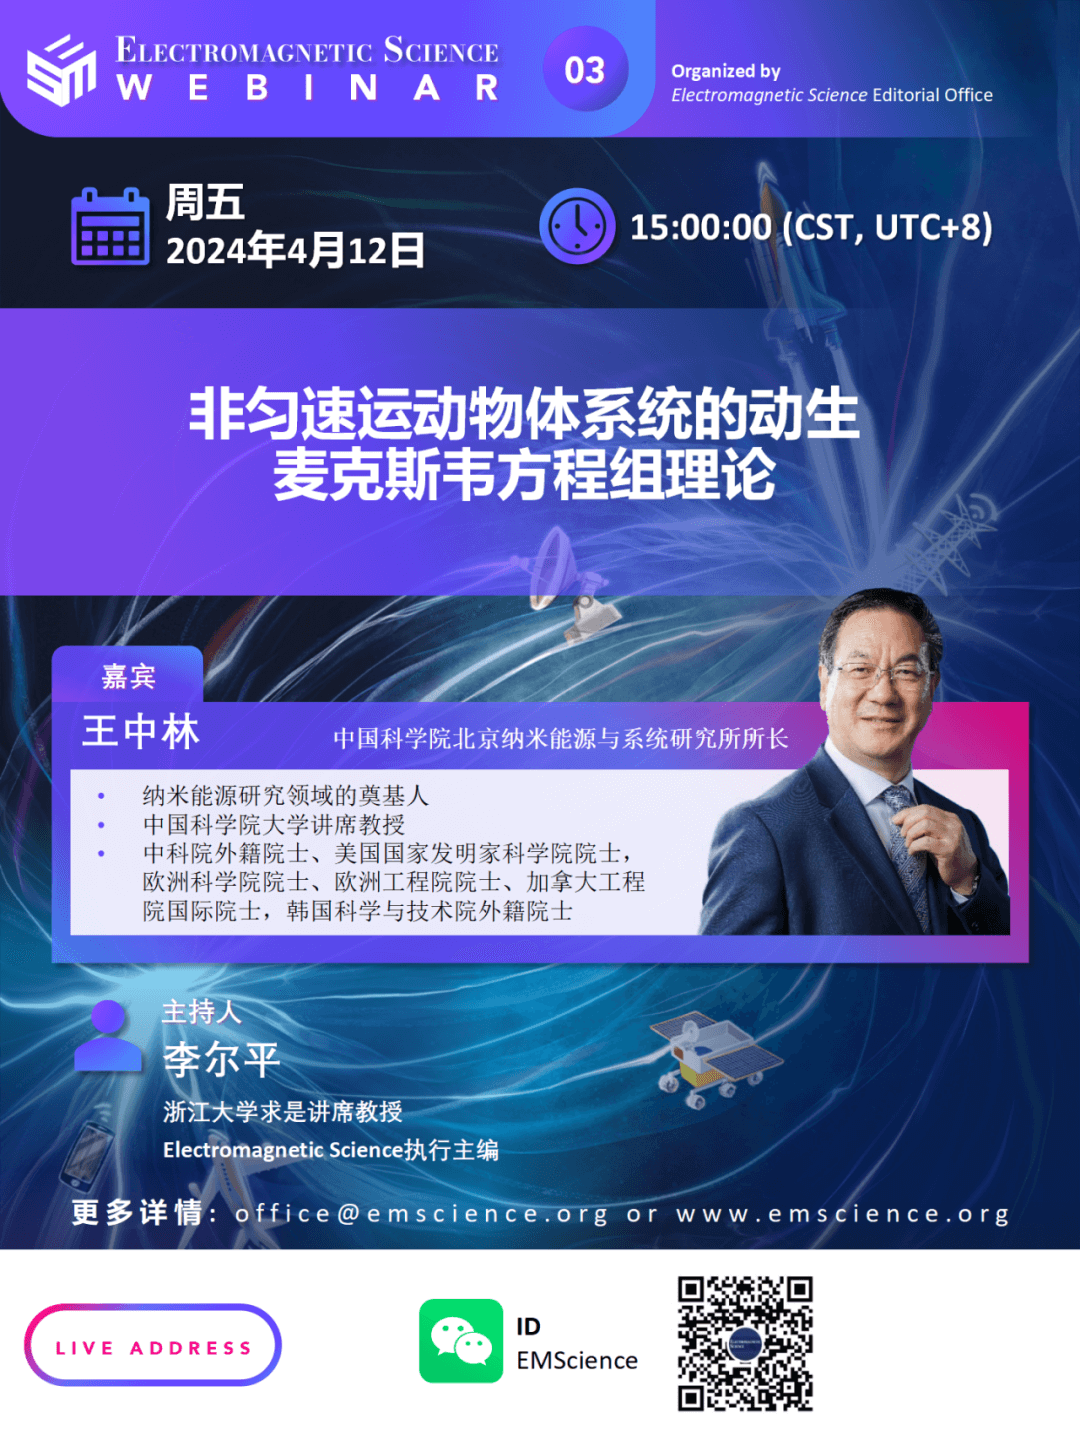 ELECTROMAGNETIC SCIENCE
WEBINAR
03
Organized by
Electromagnetic Science Editorial Office
周五
2024年4月12日
15:00:00 (CST, UTC+8)
非匀速运动物体系统的动生
麦克斯韦方程组理论
嘉宾
王中林
中国科学院北京纳米能源与系统研究所所长
• 纳米能源研究领域的奠基人
• 中国科学院大学讲席教授
• 中科院外籍院士、美国国家发明家科学院院士，
欧洲科学院院士、欧洲工程院院士、加拿大工程
院国际院士，韩国科学与技术院外籍院士
主持人
李尔平
浙江大学求是讲席教授
Electromagnetic Science执行主编
更多详情: office@emscience.org or www.emscience.org
LIVE ADDRESS
ID
EMScience